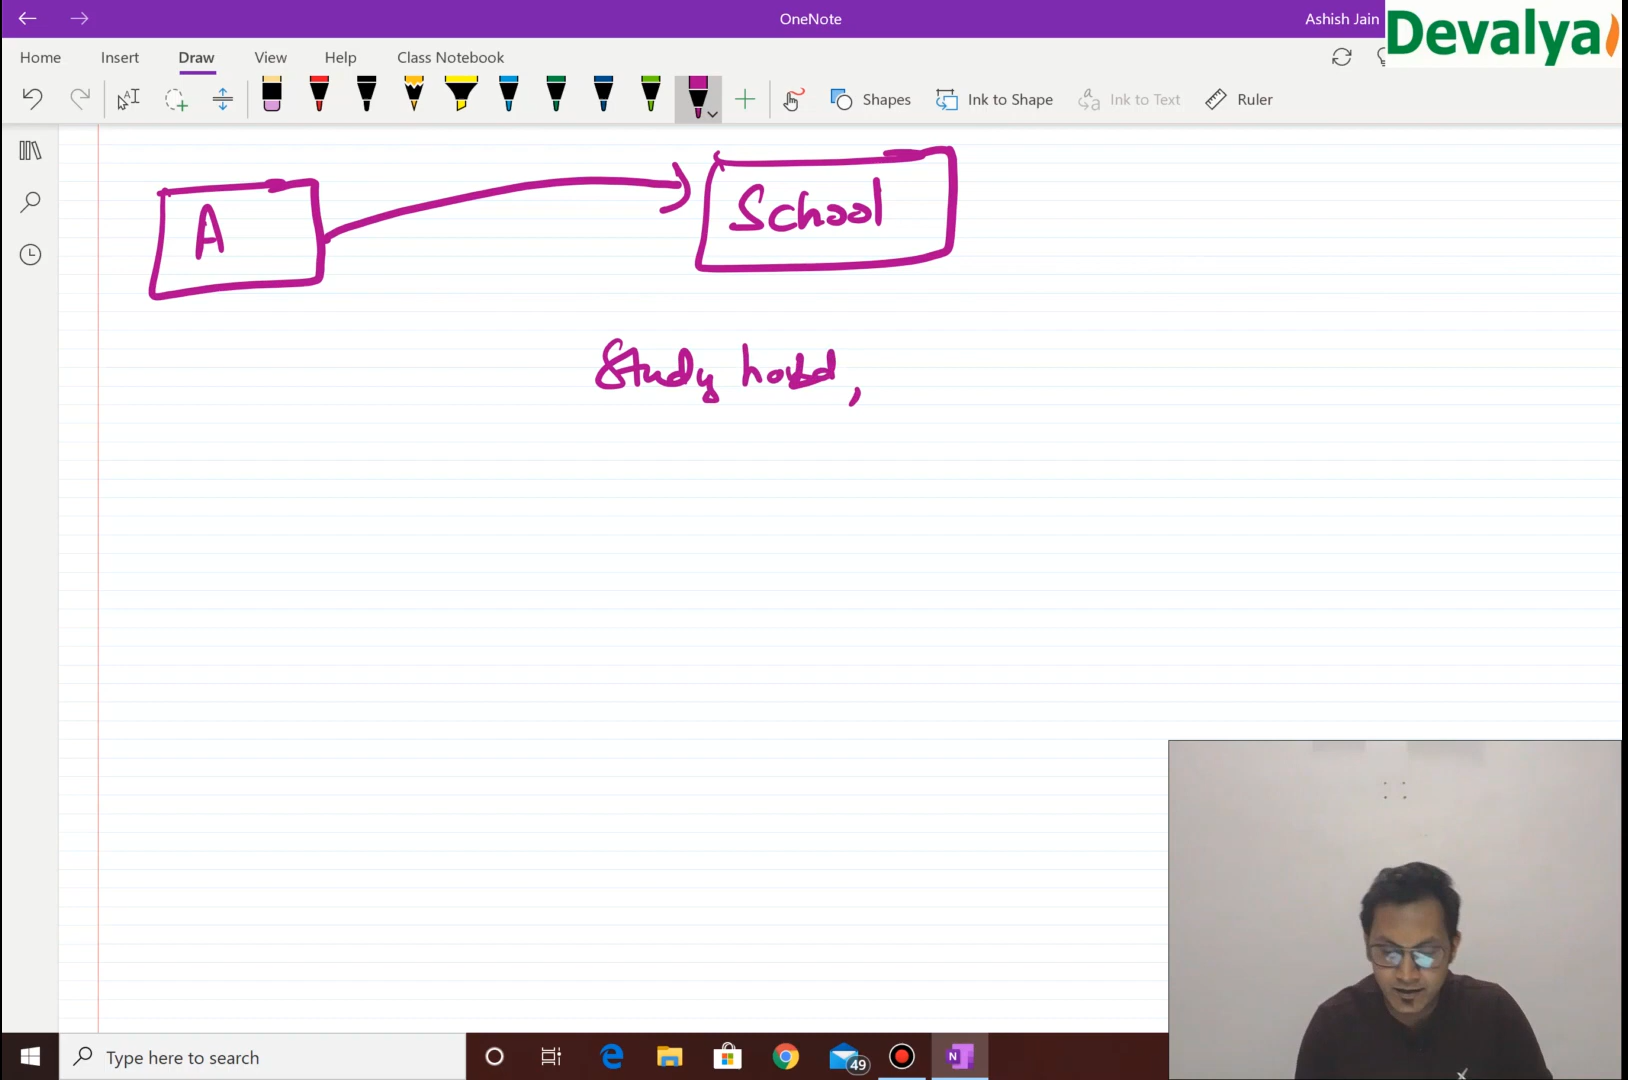 OneNote
Ashish Jain
Devalya
Home Insert Draw View Help Class Notebook
Shapes Ink to Shape Ink to Text Ruler
A
School
Study hard,
Type here to search
49
N